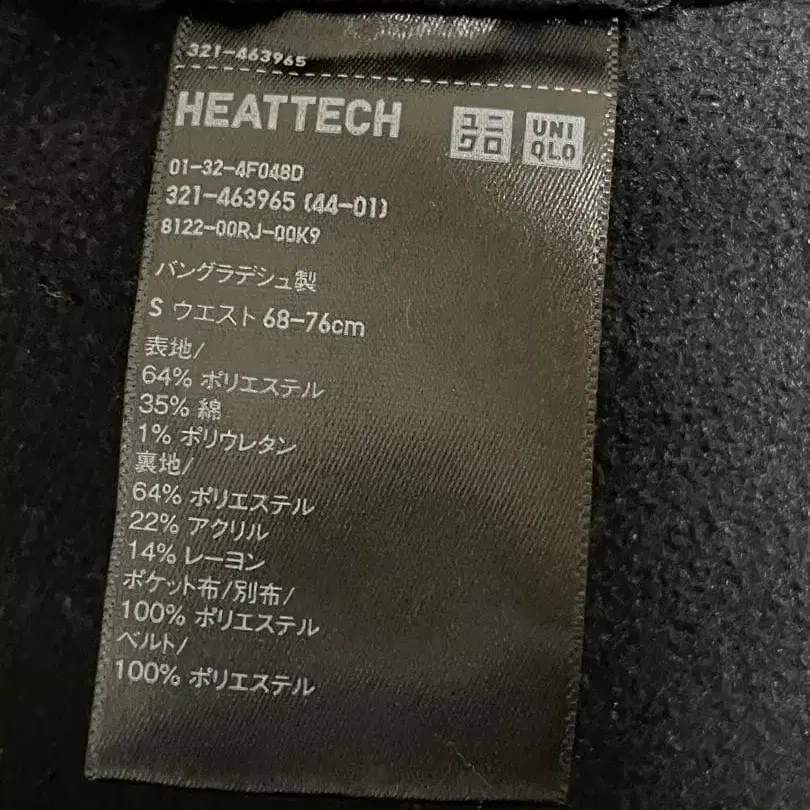 321-463965
HEATTECH
ユニ
クロ
UNI
QLO
01-32-4F048D
321-463965 (44-01)
8122-00RJ-00K9
バングラデシュ製
S ウエスト 68-76cm
表地/
64% ポリエステル
35% 綿
1% ポリウレタン
裏地/
64% ポリエステル
22% アクリル
14% レーヨン
ポケット布/別布/
100% ポリエステル
ベルト/
100% ポリエステル